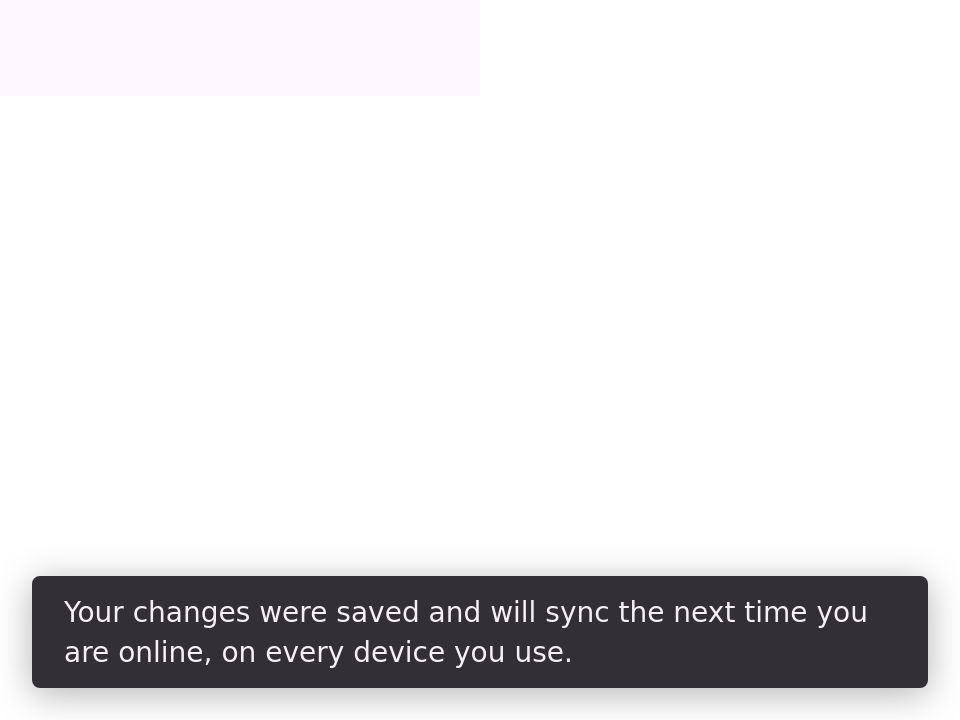 Your changes were saved and will sync the next time you
are online, on every device you use.